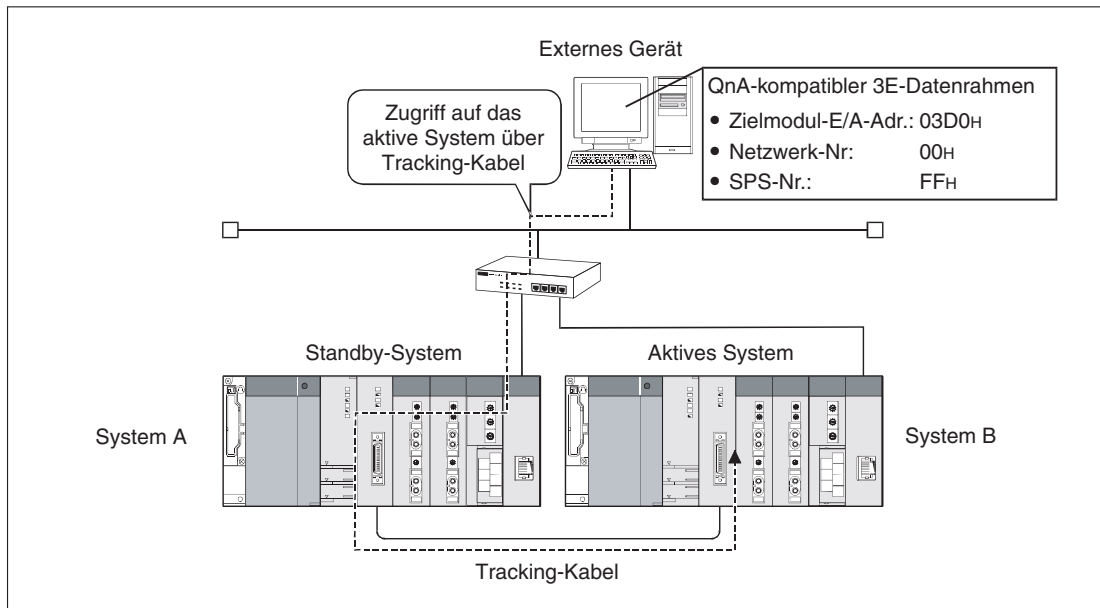 Externes Gerät
QnA-kompatibler 3E-Datenrahmen
• Zielmodul-E/A-Adr.: 03D0H
• Netzwerk-Nr: 00H
• SPS-Nr.: FFH
Zugriff auf das
aktive System über
Tracking-Kabel
Standby-System
Aktives System
System A
System B
Tracking-Kabel